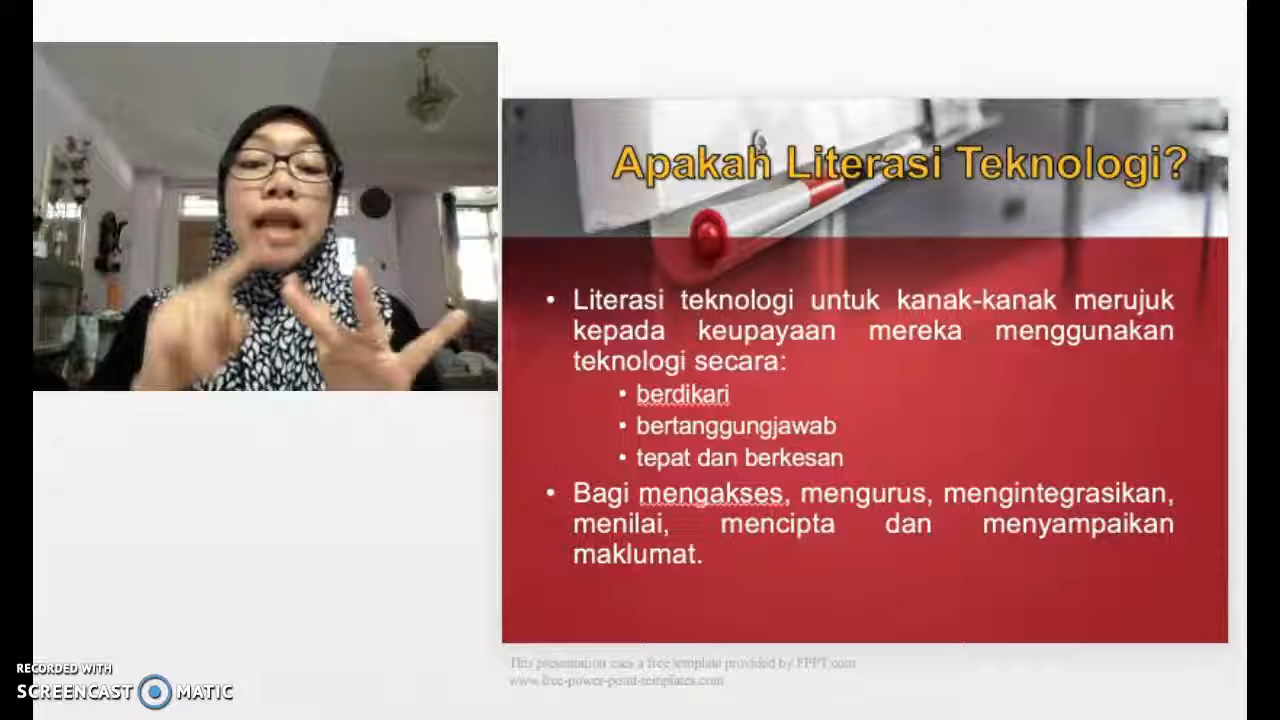 Apakah Literasi Teknologi?
• Literasi teknologi untuk kanak-kanak merujuk
kepada keupayaan mereka menggunakan
teknologi secara:
• berdikari
• bertanggungjawab
• tepat dan berkesan
• Bagi mengakses, mengurus, mengintegrasikan,
menilai, mencipta dan menyampaikan
maklumat.
This presentation uses a free template provided by FPPT.com
www.free-power-point-templates.com
RECORDED WITH
SCREENCAST MATIC